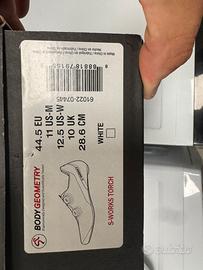 61022-07445
44.5 EU
11 US-M
12.5 US-W
10 UK
28.6 CM
WHITE
BODY GEOMETRY
S-WORKS TORCH
subito